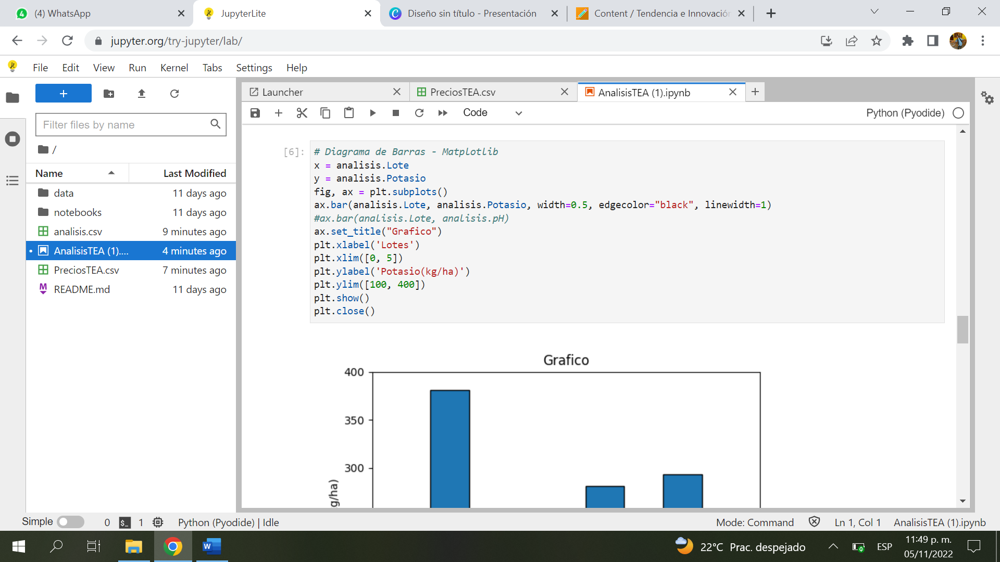 (4) WhatsApp
JupyterLite
Diseño sin título - Presentación
Content / Tendencia e Innovación
jupyter.org/try-jupyter/lab/
File Edit View Run Kernel Tabs Settings Help
Launcher
PreciosTEA.csv
AnalisisTEA (1).ipynb
Code
Python (Pyodide)
Filter files by name
/
Name Last Modified
data 11 days ago
notebooks 11 days ago
analisis.csv 9 minutes ago
AnalisisTEA (1).... 4 minutes ago
PreciosTEA.csv 7 minutes ago
README.md 11 days ago
[6]:
# Diagrama de Barras - Matplotlib
x = analisis.Lote
y = analisis.Potasio
fig, ax = plt.subplots()
ax.bar(analisis.Lote, analisis.Potasio, width=0.5, edgecolor="black", linewidth=1)
#ax.bar(analisis.Lote, analisis.pH)
ax.set_title("Grafico")
plt.xlabel('Lotes')
plt.xlim([0, 5])
plt.ylabel('Potasio(kg/ha)')
plt.ylim([100, 400])
plt.show()
plt.close()
Grafico
400
350
300
g/ha)
Simple 0 $_ 1 Python (Pyodide) | Idle
Mode: Command Ln 1, Col 1 AnalisisTEA (1).ipynb
22°C Prac. despejado
ESP
11:49 p. m.
05/11/2022